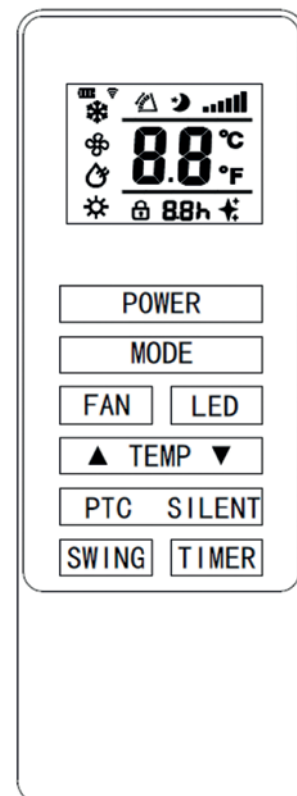 8.8 °C
°F
8.8h
POWER
MODE
FAN LED
▲ TEMP ▼
PTC SILENT
SWING TIMER